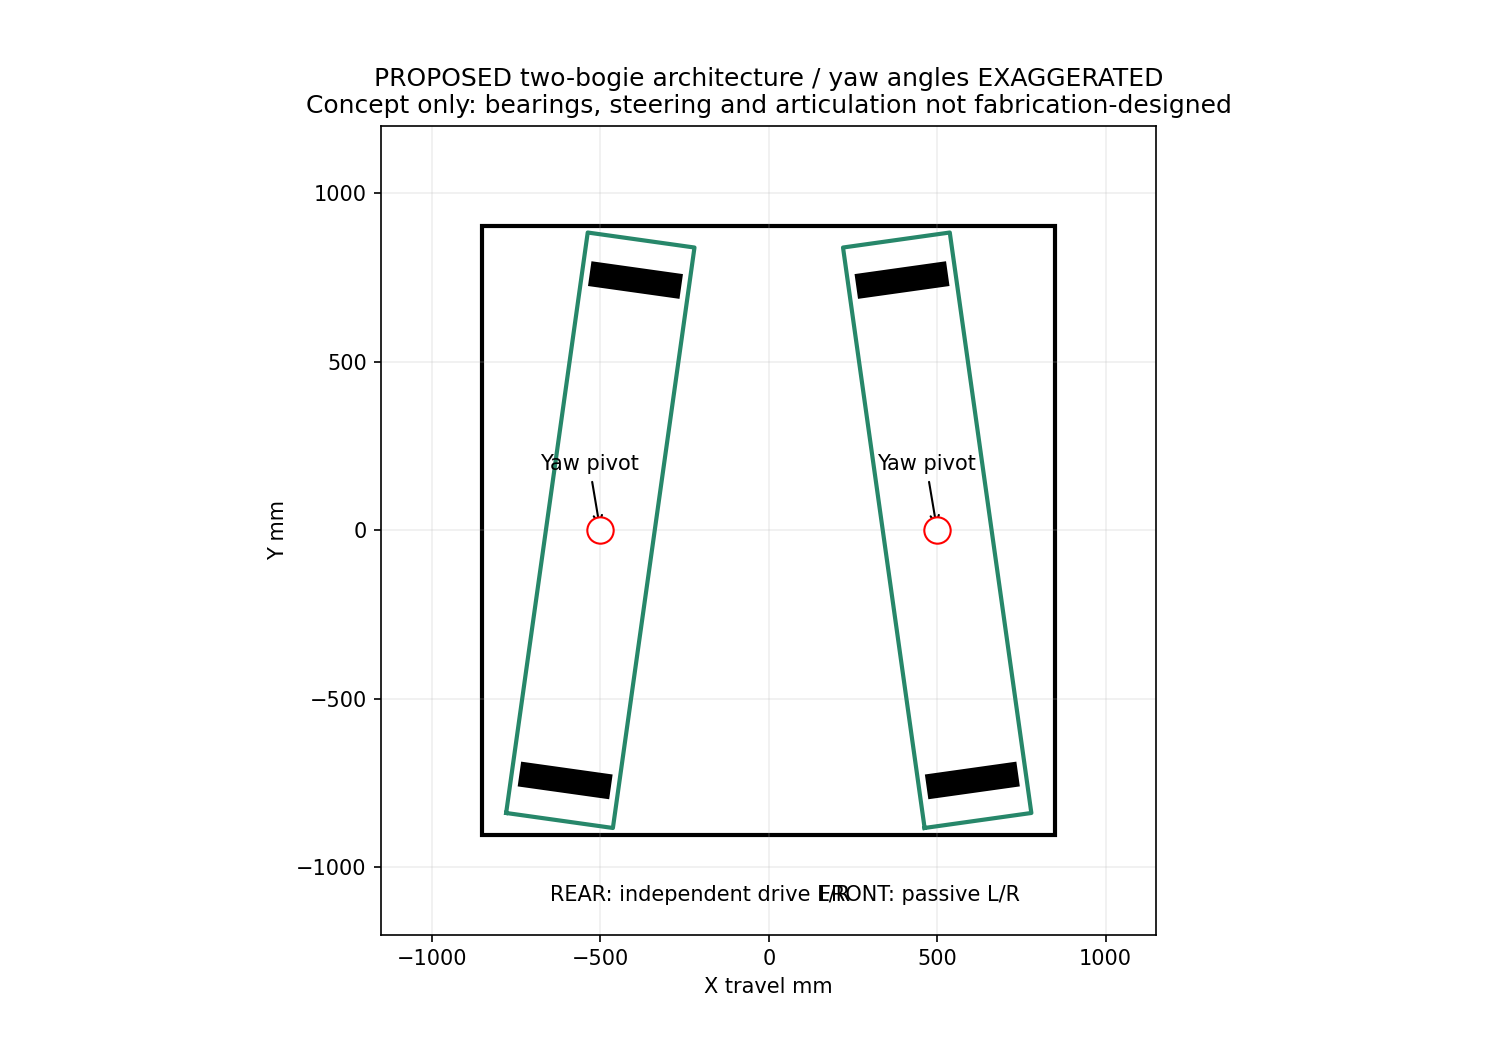 PROPOSED two-bogie architecture / yaw angles EXAGGERATED
Concept only: bearings, steering and articulation not fabrication-designed
1000
500
Yaw pivot
Yaw pivot
0
Y mm
−500
−1000
REAR: independent drive L/R
FRONT: passive L/R
−1000
−500
0
500
1000
X travel mm